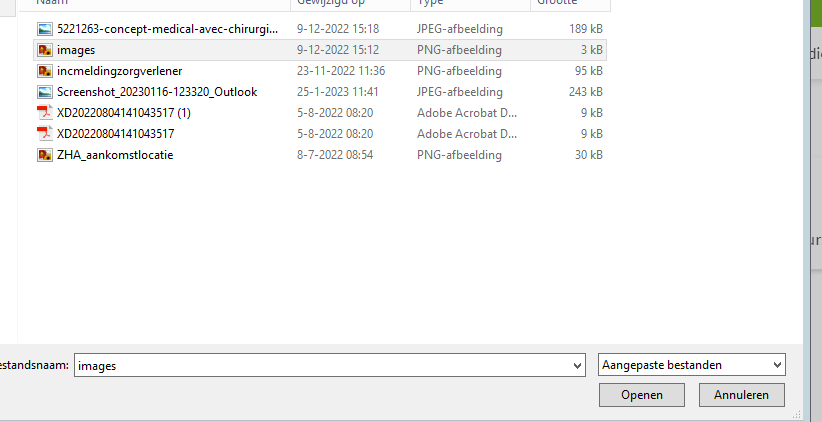 Naam Gewijzigd op Type Grootte
5221263-concept-medical-avec-chirurgi... 9-12-2022 15:18 JPEG-afbeelding 189 kB
images 9-12-2022 15:12 PNG-afbeelding 3 kB
incmeldingzorgverlener 23-11-2022 11:36 PNG-afbeelding 95 kB
Screenshot_20230116-123320_Outlook 25-1-2023 11:41 JPEG-afbeelding 243 kB
XD20220804141043517 (1) 5-8-2022 08:20 Adobe Acrobat D... 9 kB
XD20220804141043517 5-8-2022 08:20 Adobe Acrobat D... 9 kB
ZHA_aankomstlocatie 8-7-2022 08:54 PNG-afbeelding 30 kB
estandsnaam: images Aangepaste bestanden
Openen Annuleren